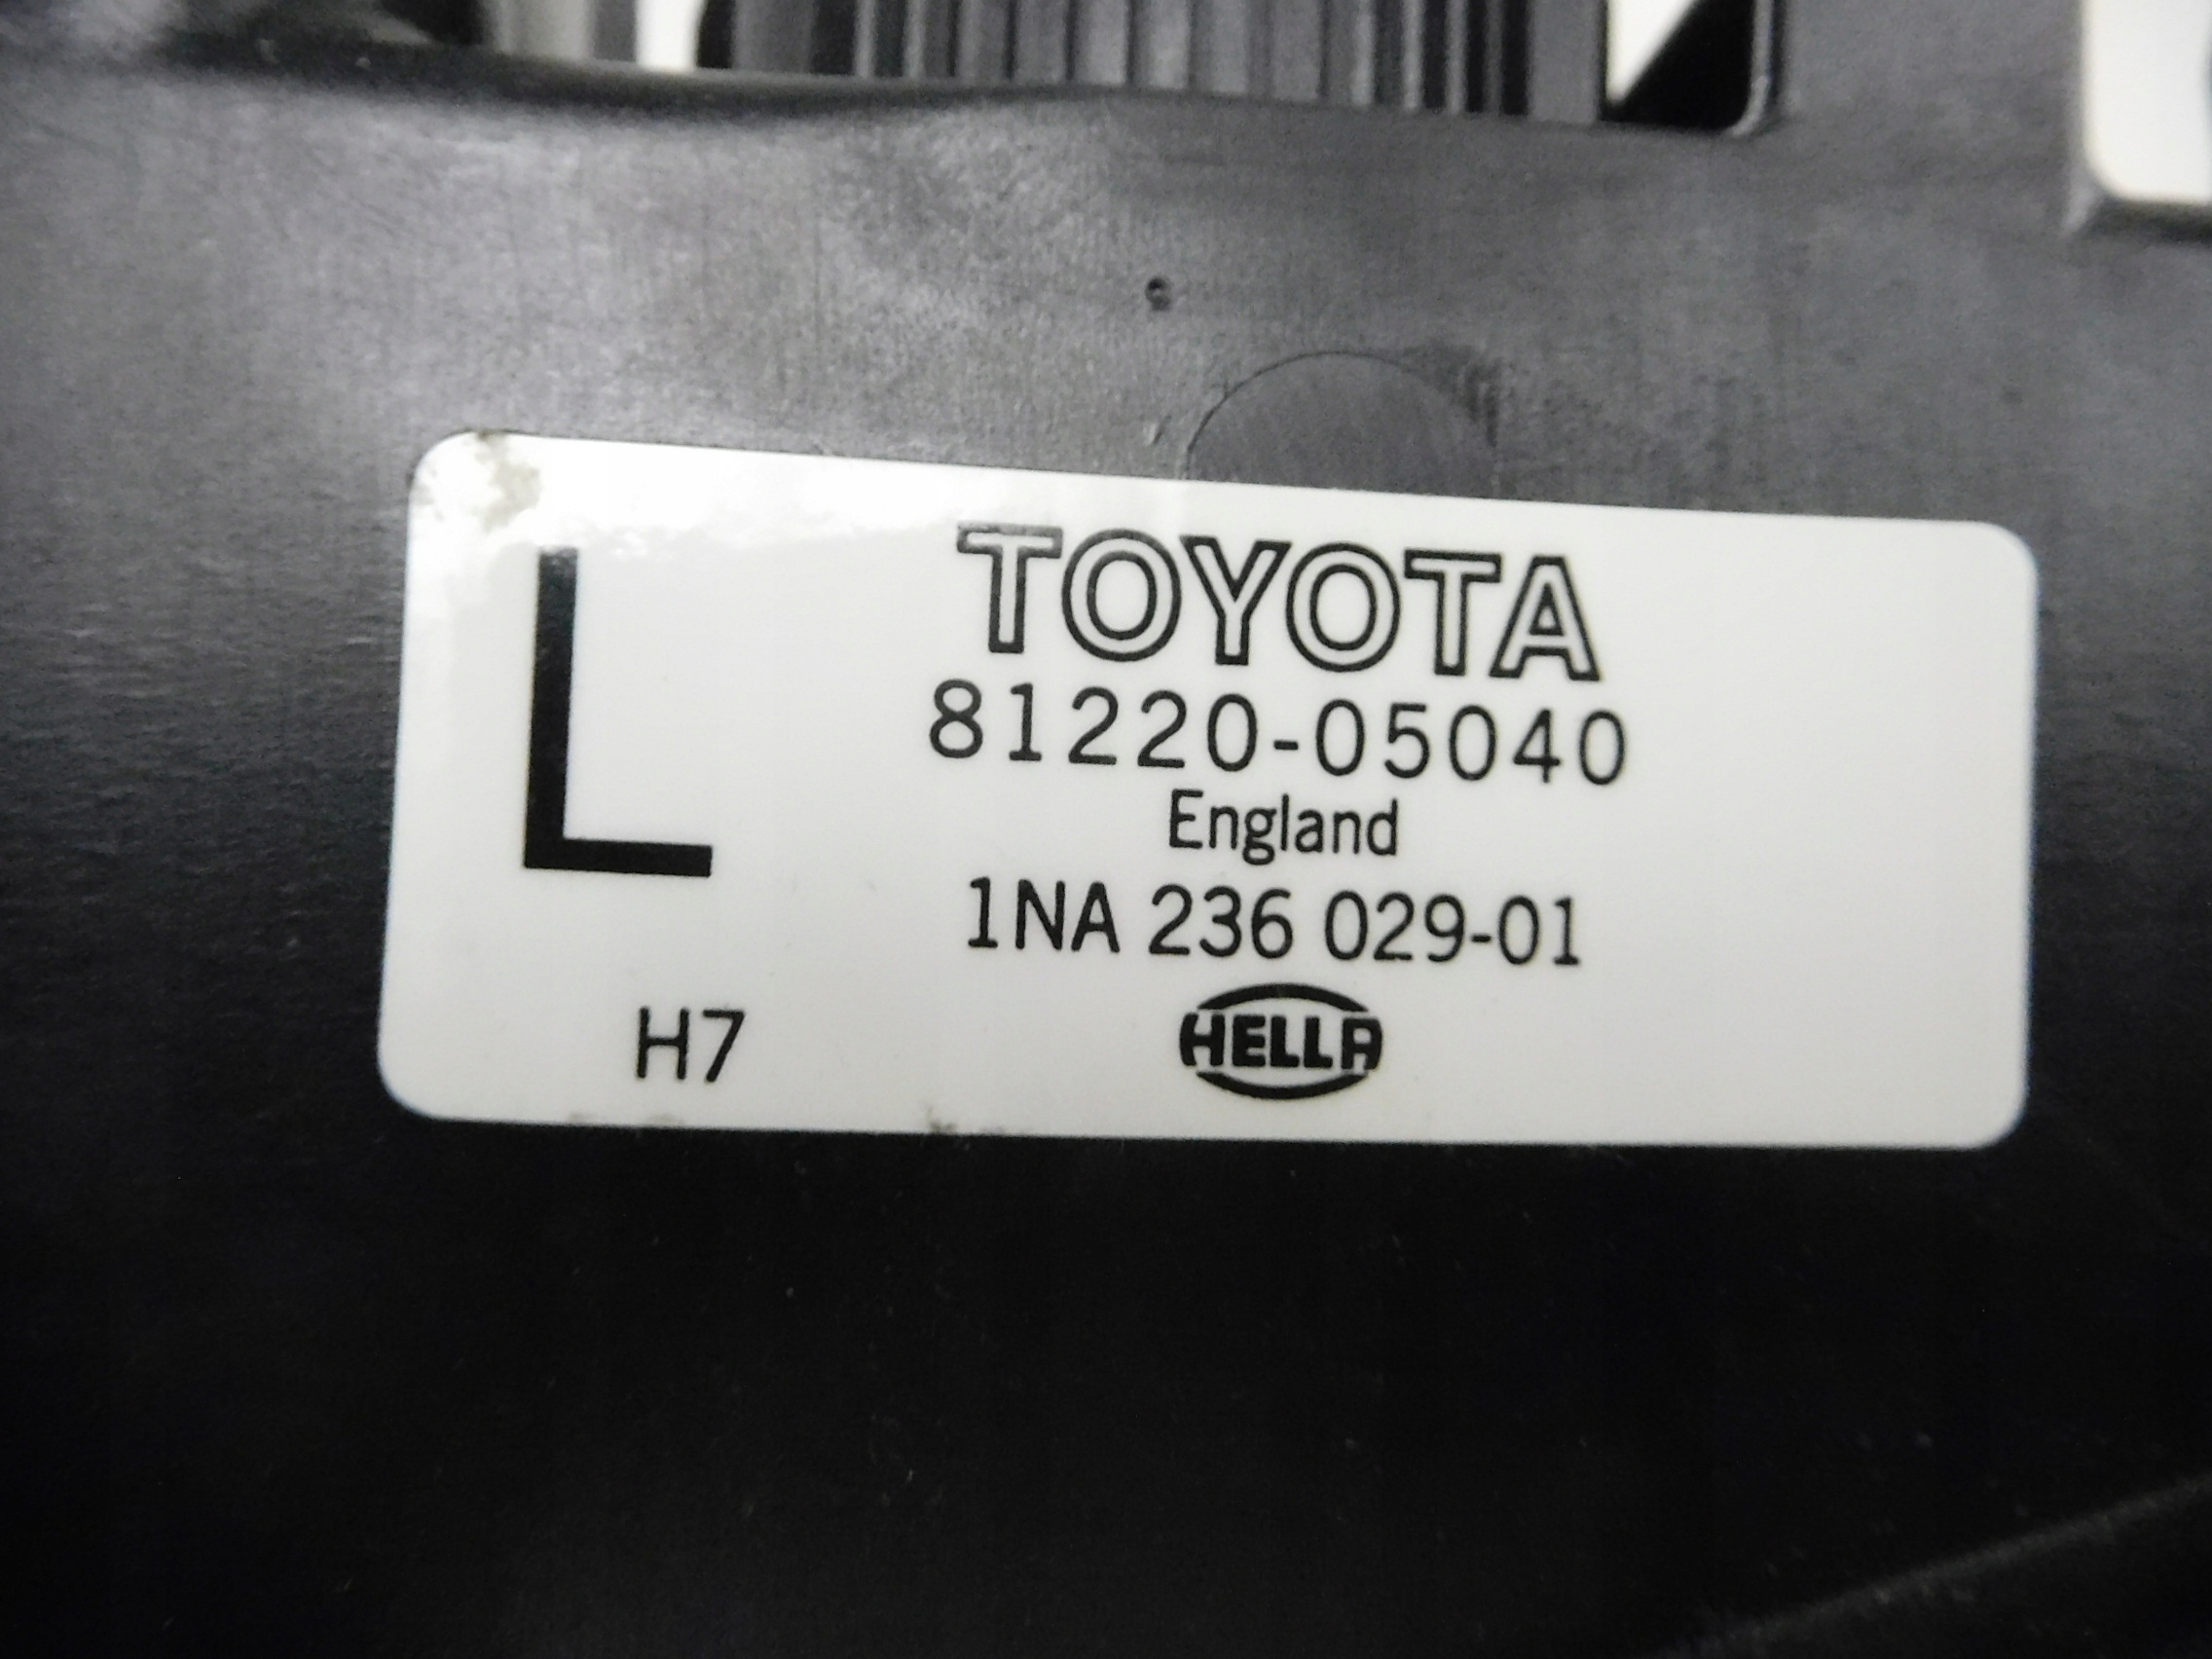 L
TOYOTA
81220-05040
England
1NA 236 029-01
H7
HELLA